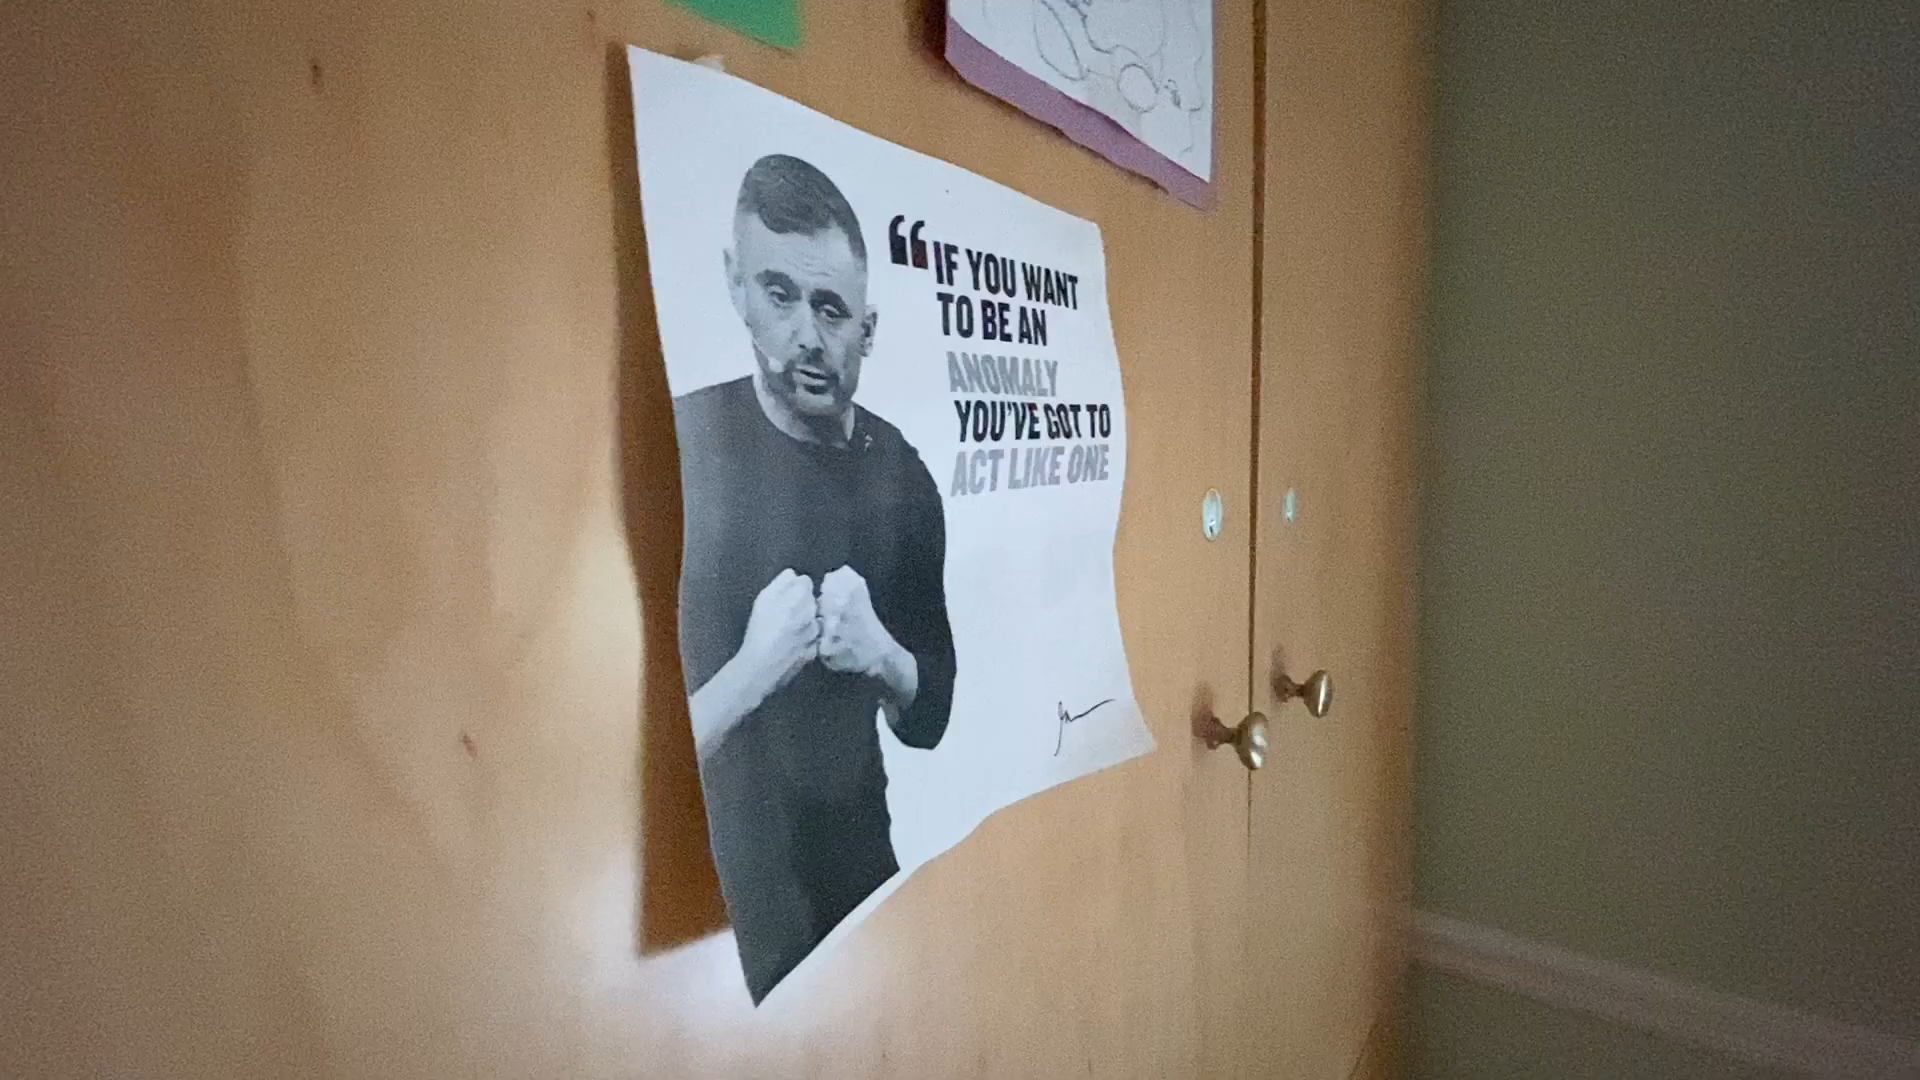 “IF YOU WANT
TO BE AN
ANOMALY
YOU'VE GOT TO
ACT LIKE ONE